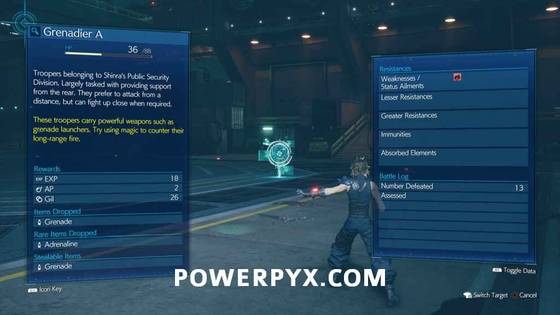 Grenadier A
HP 36 /88
Troopers belonging to Shinra's Public Security
Division. Largely tasked with providing support
from the rear. They prefer to attack from a
distance, but can fight up close when required.
These troopers carry powerful weapons such as
grenade launchers. Try using magic to counter their
long-range fire.
Rewards
EXP 18
AP 2
Gil 26
Items Dropped
Grenade
Rare Items Dropped
Adrenaline
Stealable Items
Grenade
Icon Key
Resistances
Weaknesses /
Status Ailments
Lesser Resistances
Greater Resistances
Immunities
Absorbed Elements
Battle Log
Number Defeated 13
Assessed
Toggle Data
Switch Target
Cancel
POWERPYX.COM